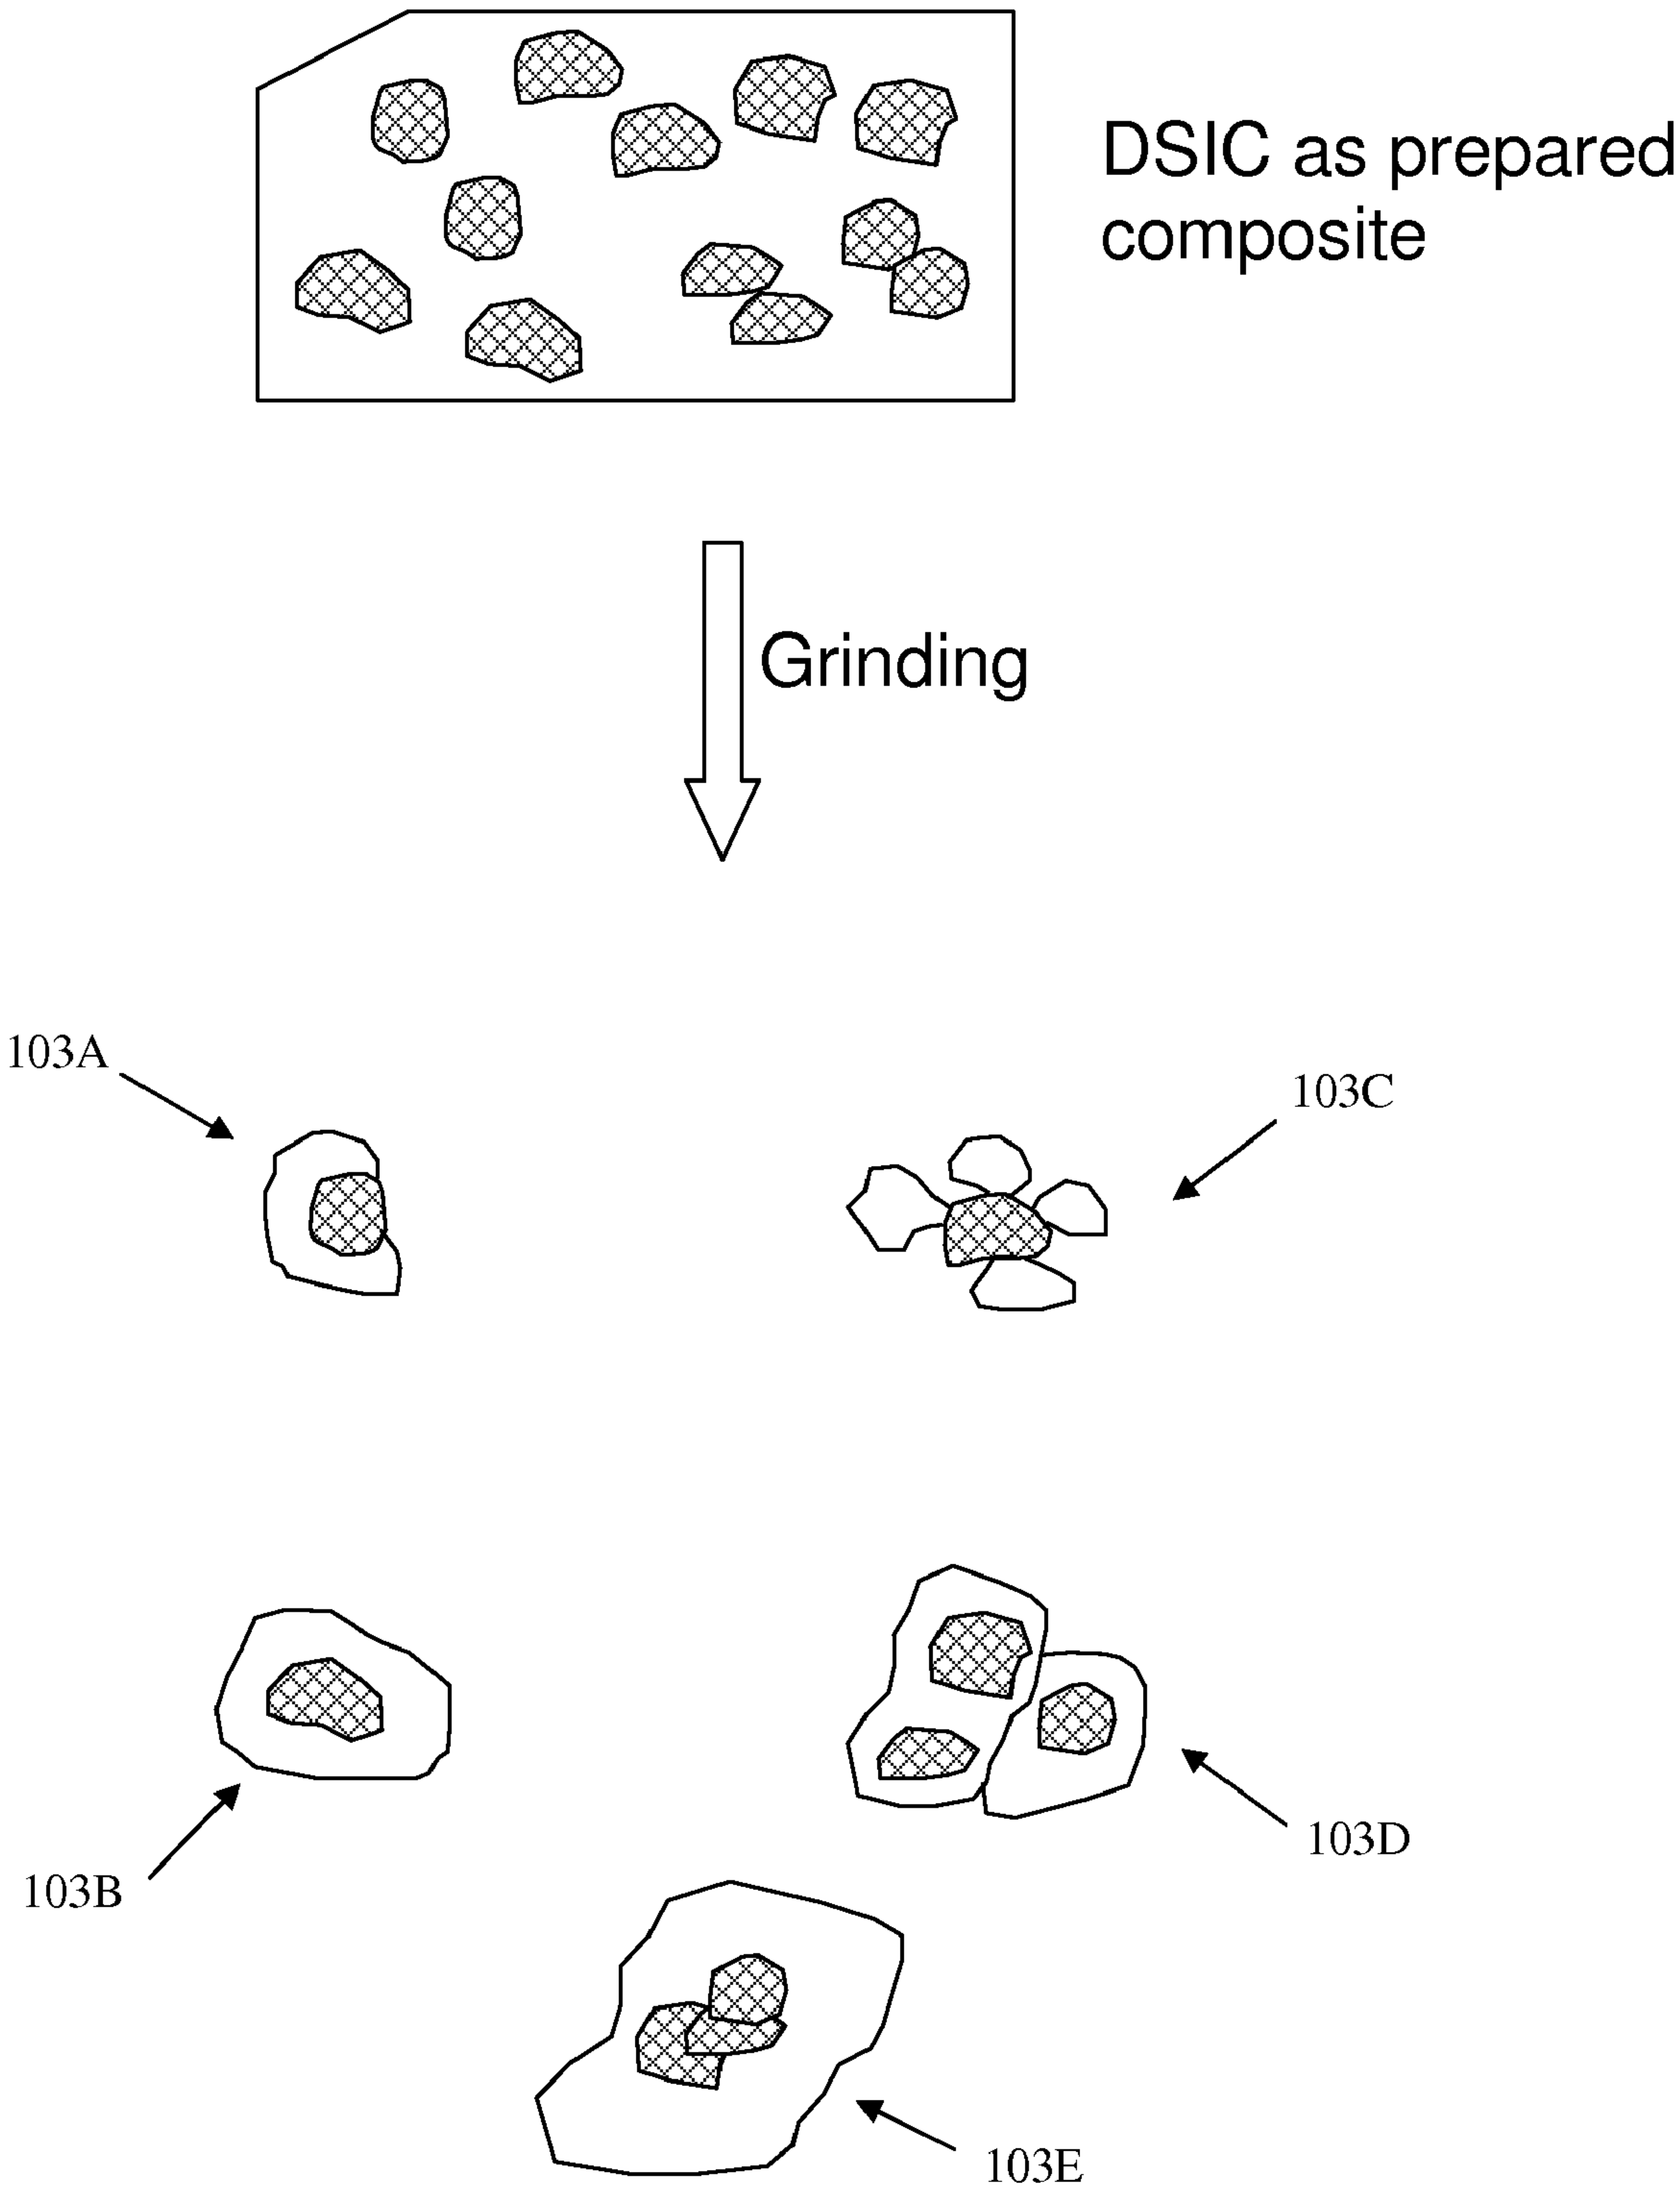 DSIC as prepared
composite
Grinding
103A
103C
103B
103D
103E